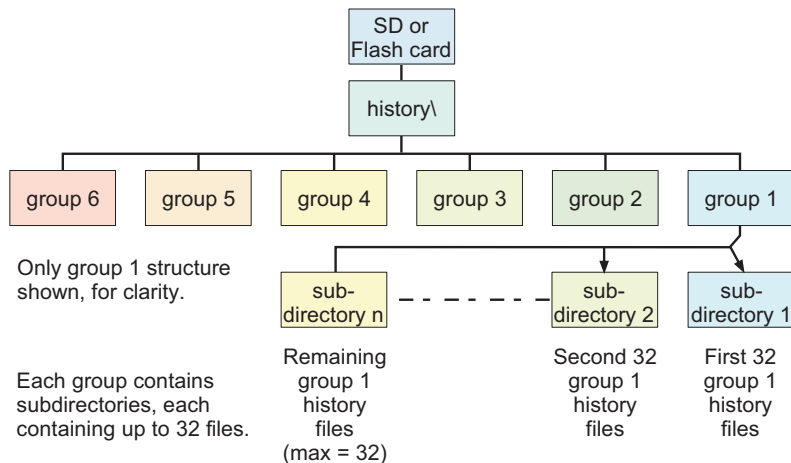 SD or
Flash card
history\
group 6
group 5
group 4
group 3
group 2
group 1
Only group 1 structure
shown, for clarity.
sub-
directory n
sub-
directory 2
sub-
directory 1
Each group contains
subdirectories, each
containing up to 32 files.
Remaining
group 1
history
files
(max = 32)
Second 32
group 1
history
files
First 32
group 1
history
files